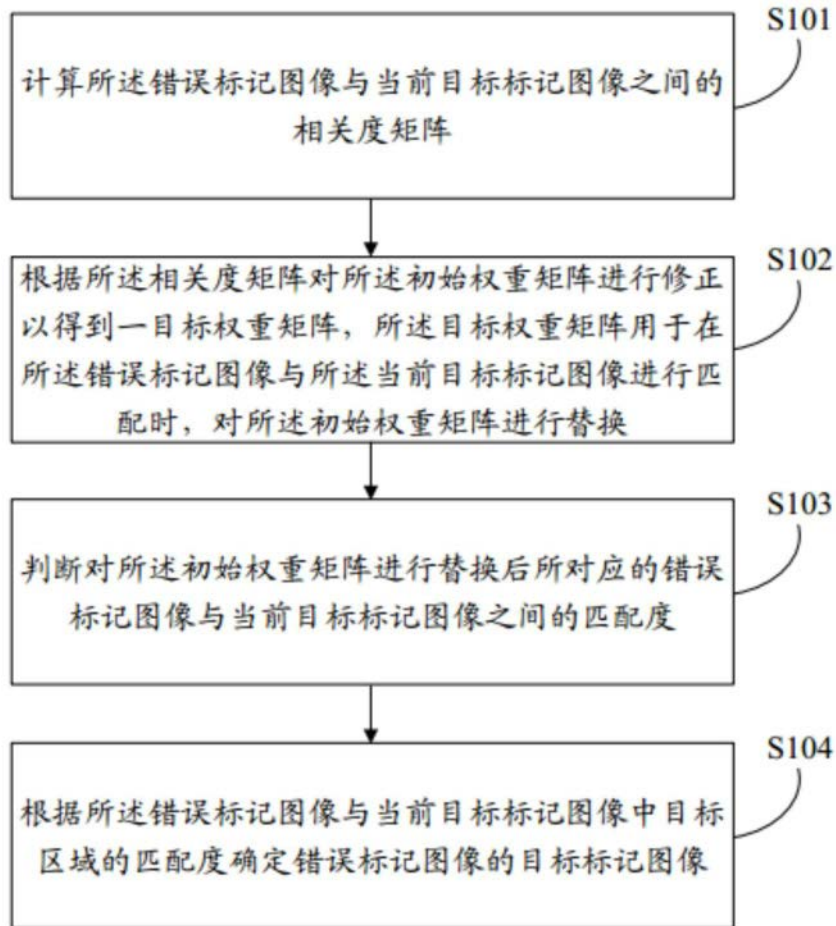 S101
计算所述错误标记图像与当前目标标记图像之间的
相关度矩阵
S102
根据所述相关度矩阵对所述初始权重矩阵进行修正
以得到一目标权重矩阵，所述目标权重矩阵用于在
所述错误标记图像与所述当前目标标记图像进行匹
配时，对所述初始权重矩阵进行替换
S103
判断对所述初始权重矩阵进行替换后所对应的错误
标记图像与当前目标标记图像之间的匹配度
S104
根据所述错误标记图像与当前目标标记图像中目标
区域的匹配度确定错误标记图像的目标标记图像